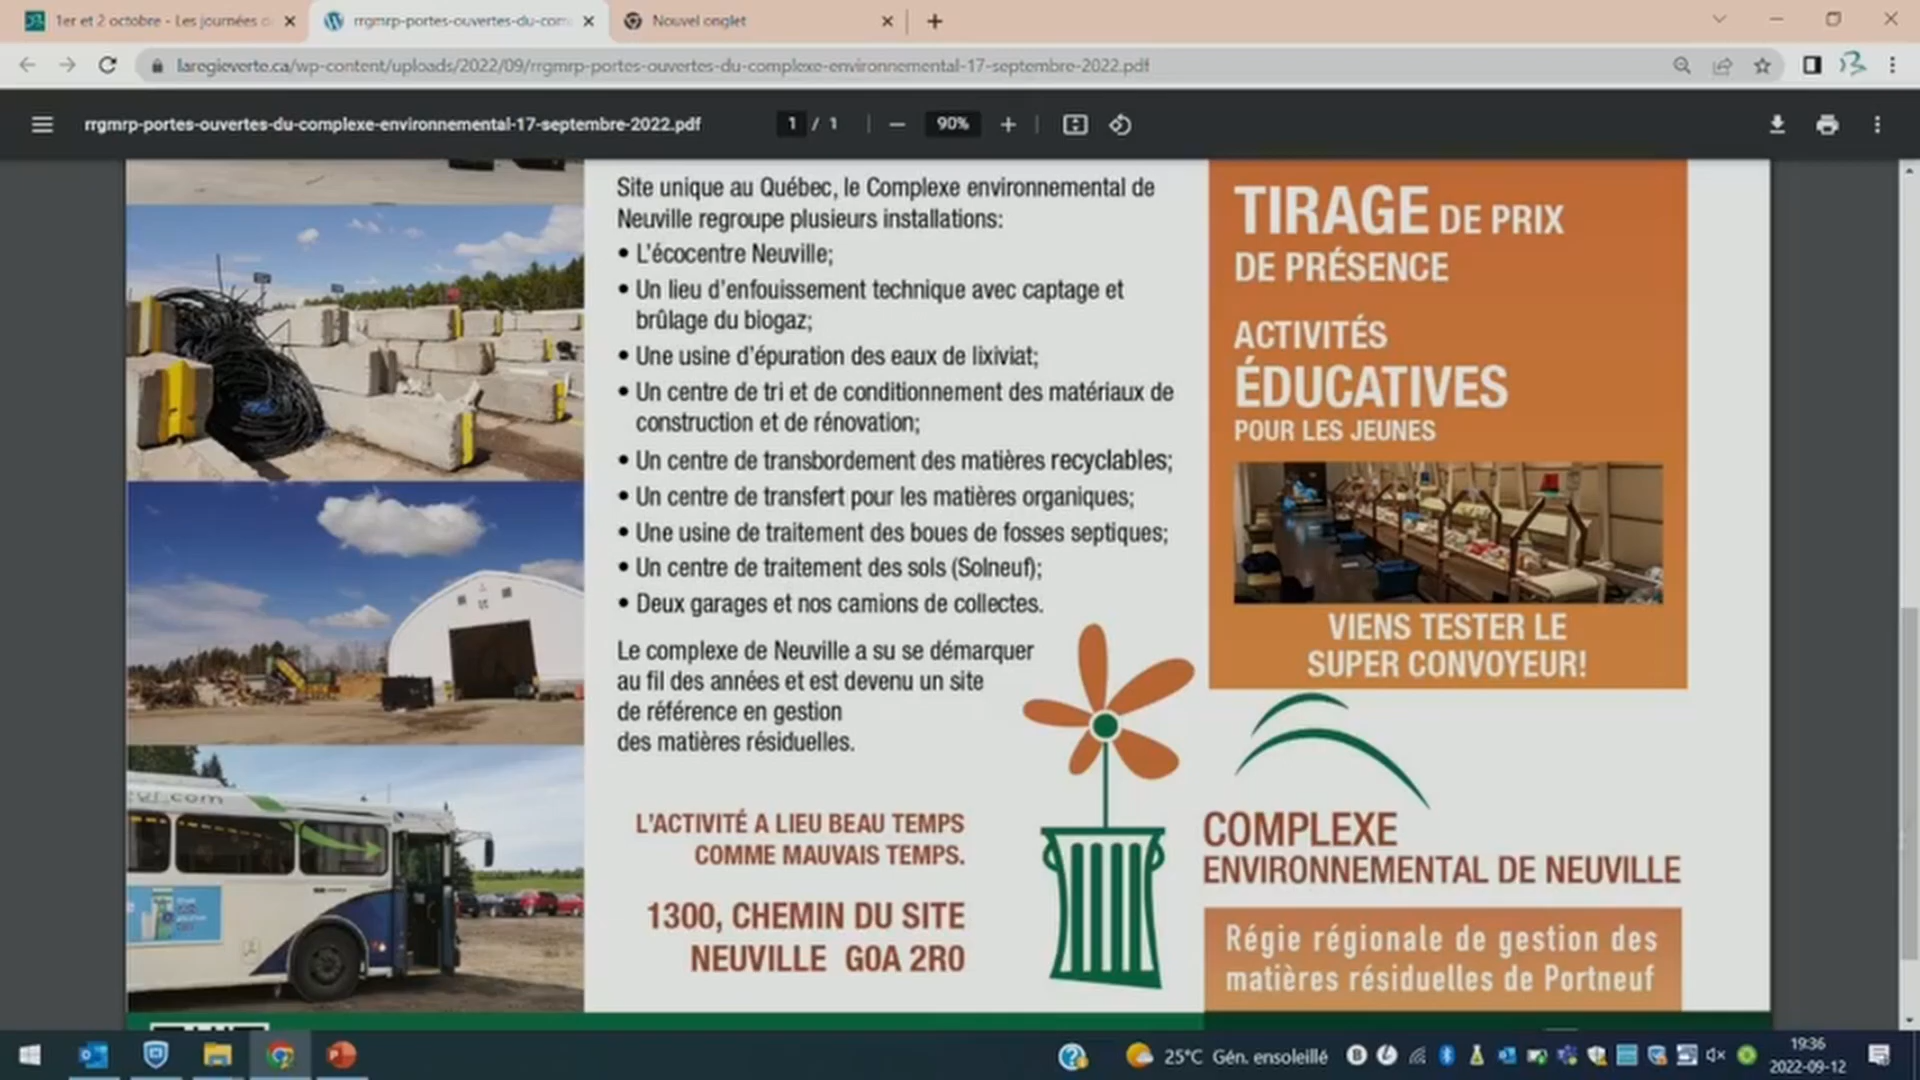 1er et 2 octobre - Les journées
rrgmrp-portes-ouvertes-du-com
Nouvel onglet
laregieverte.ca/wp-content/uploads/2022/09/rrgmrp-portes-ouvertes-du-complexe-environnemental-17-septembre-2022.pdf
rrgmrp-portes-ouvertes-du-complexe-environnemental-17-septembre-2022.pdf
1 / 1
90%
Site unique au Québec, le Complexe environnemental de
Neuville regroupe plusieurs installations:
• L'écocentre Neuville;
• Un lieu d'enfouissement technique avec captage et
brûlage du biogaz;
• Une usine d'épuration des eaux de lixiviat;
• Un centre de tri et de conditionnement des matériaux de
construction et de rénovation;
• Un centre de transbordement des matières recyclables;
• Un centre de transfert pour les matières organiques;
• Une usine de traitement des boues de fosses septiques;
• Un centre de traitement des sols (Solneuf);
• Deux garages et nos camions de collectes.
Le complexe de Neuville a su se démarquer
au fil des années et est devenu un site
de référence en gestion
des matières résiduelles.
L'ACTIVITÉ A LIEU BEAU TEMPS
COMME MAUVAIS TEMPS.
1300, CHEMIN DU SITE
NEUVILLE G0A 2R0
TIRAGE DE PRIX
DE PRÉSENCE
ACTIVITÉS
ÉDUCATIVES
POUR LES JEUNES
VIENS TESTER LE
SUPER CONVOYEUR!
COMPLEXE
ENVIRONNEMENTAL DE NEUVILLE
Régie régionale de gestion des
matières résiduelles de Portneuf
.com
25°C Gén. ensoleillé
19:36
2022-09-12